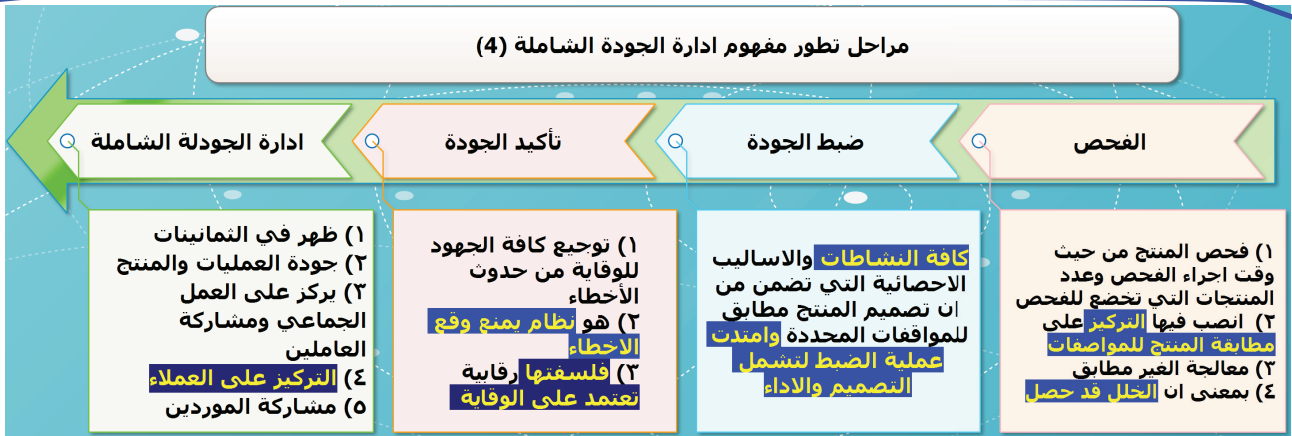 مراحل تطور مفهوم ادارة الجودة الشاملة (4)
الفحص
ضبط الجودة
تأكيد الجودة
ادارة الجودلة الشاملة
١) فحص المنتج من حيث
وقت اجراء الفحص وعدد
المنتجات التي تخضع للفحص
٢) انصب فيها التركيز على
مطابقة المنتج للمواصفات
٣) معالجة الغير مطابق
٤) بمعنى ان الخلل قد حصل
كافة النشاطات والاساليب
الاحصائية التي تضمن من
ان تصميم المنتج مطابق
للمواقفات المحددة وامتدت
عملية الضبط لتشمل
التصميم والاداء
١) توجيع كافة الجهود
للوقاية من حدوث
الأخطاء
٢) هو نظام يمنع وقع
الاخطاء
٣) فلسفتها رقابية
تعتمد على الوقاية
١) ظهر في الثمانينات
٢) جودة العمليات والمنتج
٣) يركز على العمل
الجماعي ومشاركة
العاملين
٤) التركيز على العملاء
٥) مشاركة الموردين